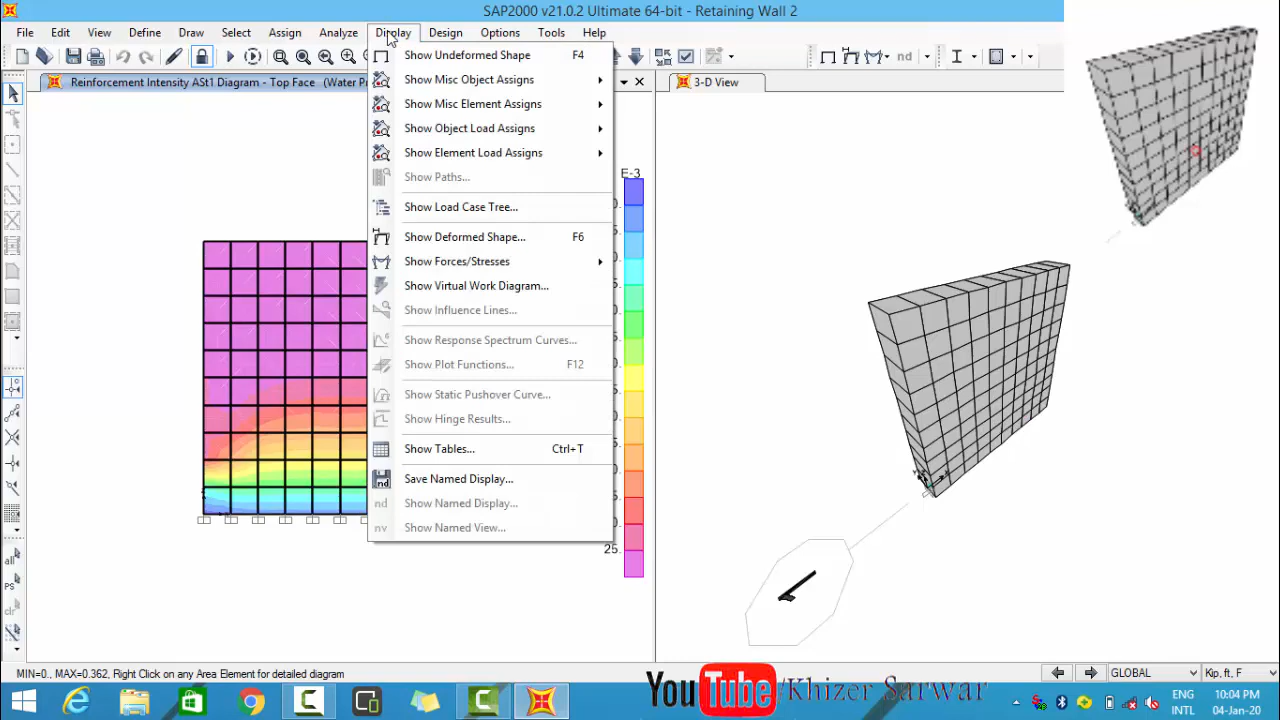 SAP2000 v21.0.2 Ultimate 64-bit - Retaining Wall 2
File Edit View Define Draw Select Assign Analyze Display Design Options Tools Help
nd
Reinforcement Intensity ASt1 Diagram - Top Face (Water P
3-D View
Show Undeformed Shape F4
Show Misc Object Assigns
Show Misc Element Assigns
Show Object Load Assigns
Show Element Load Assigns
Show Paths...
Show Load Case Tree...
Show Deformed Shape... F6
Show Forces/Stresses
Show Virtual Work Diagram...
Show Influence Lines...
Show Response Spectrum Curves...
Show Plot Functions... F12
Show Static Pushover Curve...
Show Hinge Results...
Show Tables... Ctrl+T
Save Named Display...
nd Show Named Display...
nv Show Named View...
E-3
25.
all
PS
clr
MIN=0., MAX=0.362, Right Click on any Area Element for detailed diagram
GLOBAL
Kip, ft, F
YouTube/Khizer Sarwar
ENG
INTL
10:04 PM
04-Jan-20